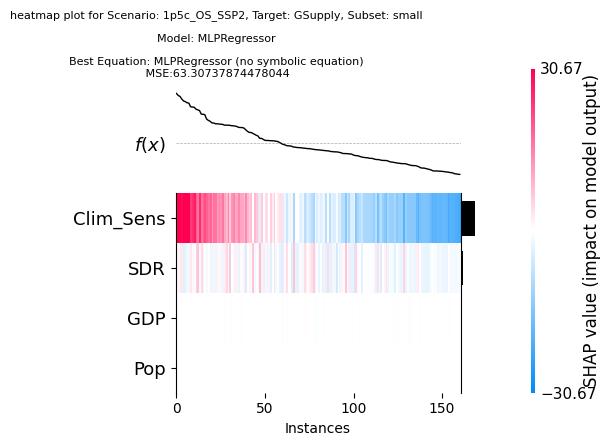 heatmap plot for Scenario: 1p5c_OS_SSP2, Target: GSupply, Subset: small
Model: MLPRegressor
Best Equation: MLPRegressor (no symbolic equation)
MSE:63.30737874478044
f(x)
Clim_Sens
SDR
GDP
Pop
0
50
100
150
Instances
30.67
−30.67
SHAP value (impact on model output)